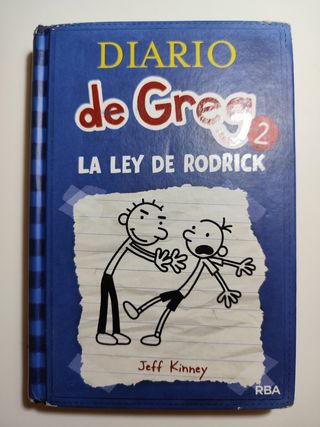 DIARIO
de Greg 2
LA LEY DE RODRICK
Jeff Kinney
RBA